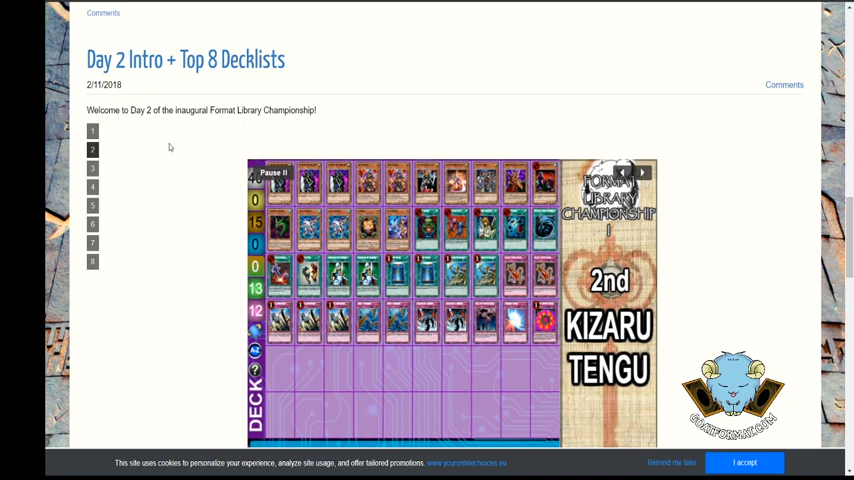 Comments
Day 2 Intro + Top 8 Decklists
2/11/2018
Comments
Welcome to Day 2 of the inaugural Format Library Championship!
1
2
3
4
5
6
7
8
Pause II
0
15
0
0
13
12
A-Z
?
DECK
FORMAT
LIBRARY
CHAMPIONSHIP
I
2nd
KIZARU
TENGU
GOATFORMAT.COM
This site uses cookies to personalize your experience, analyze site usage, and offer tailored promotions. www.youronlinechoices.eu
Remind me later
I accept